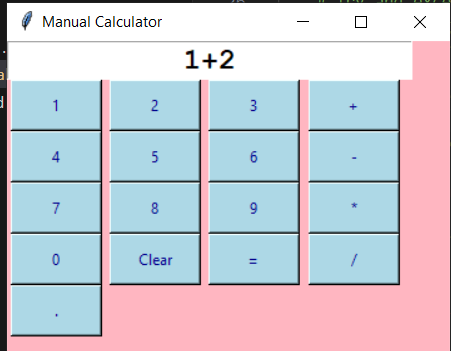 Manual Calculator
1+2
1 2 3 +
4 5 6 -
7 8 9 *
0 Clear = /
.